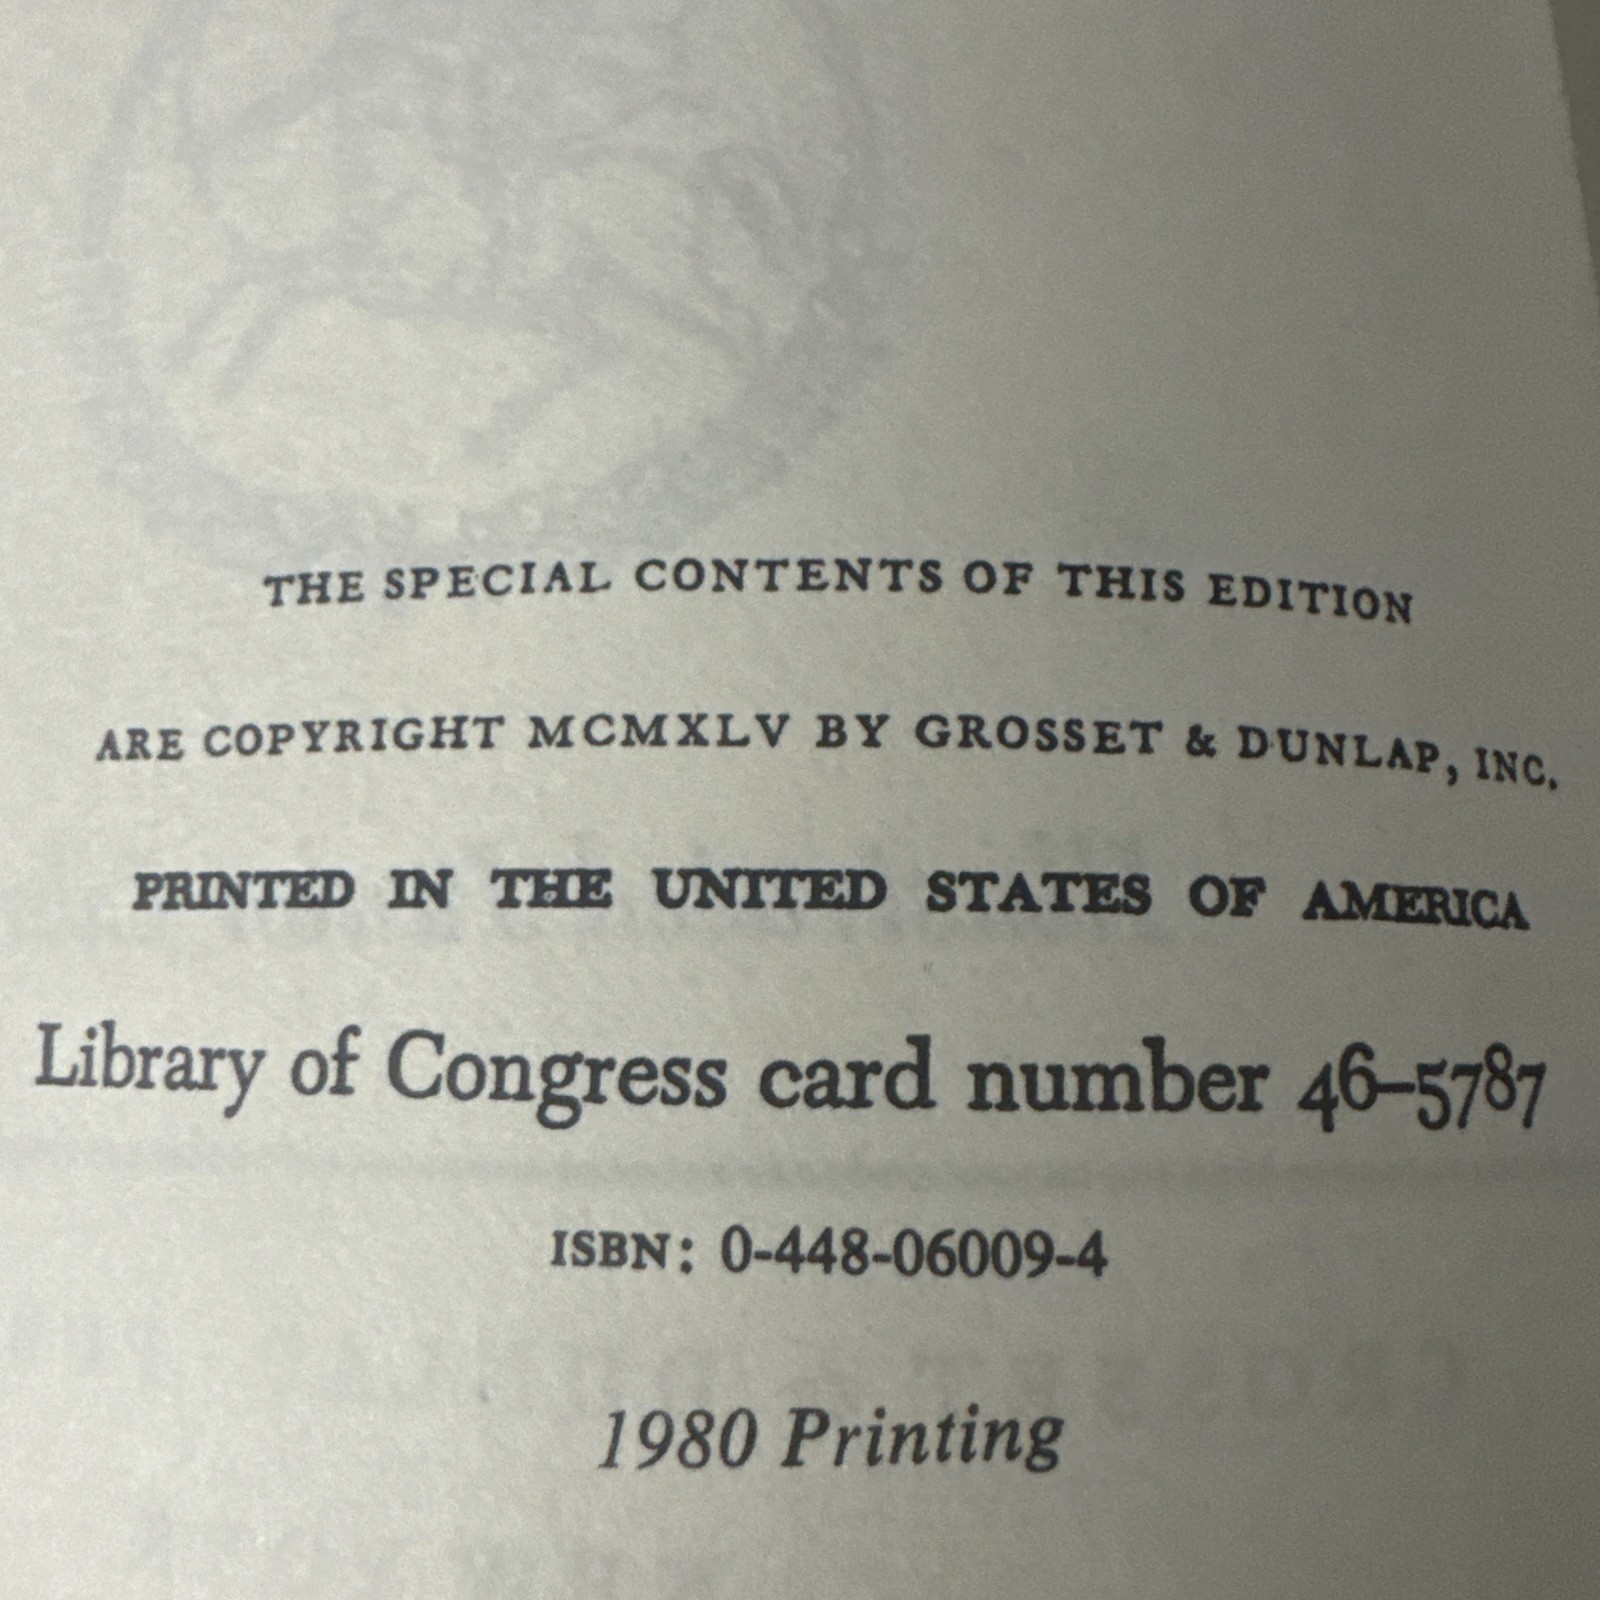 THE SPECIAL CONTENTS OF THIS EDITION
ARE COPYRIGHT MCMXLV BY GROSSET & DUNLAP, INC.
PRINTED IN THE UNITED STATES OF AMERICA
Library of Congress card number 46–5787
ISBN: 0-448-06009-4
1980 Printing